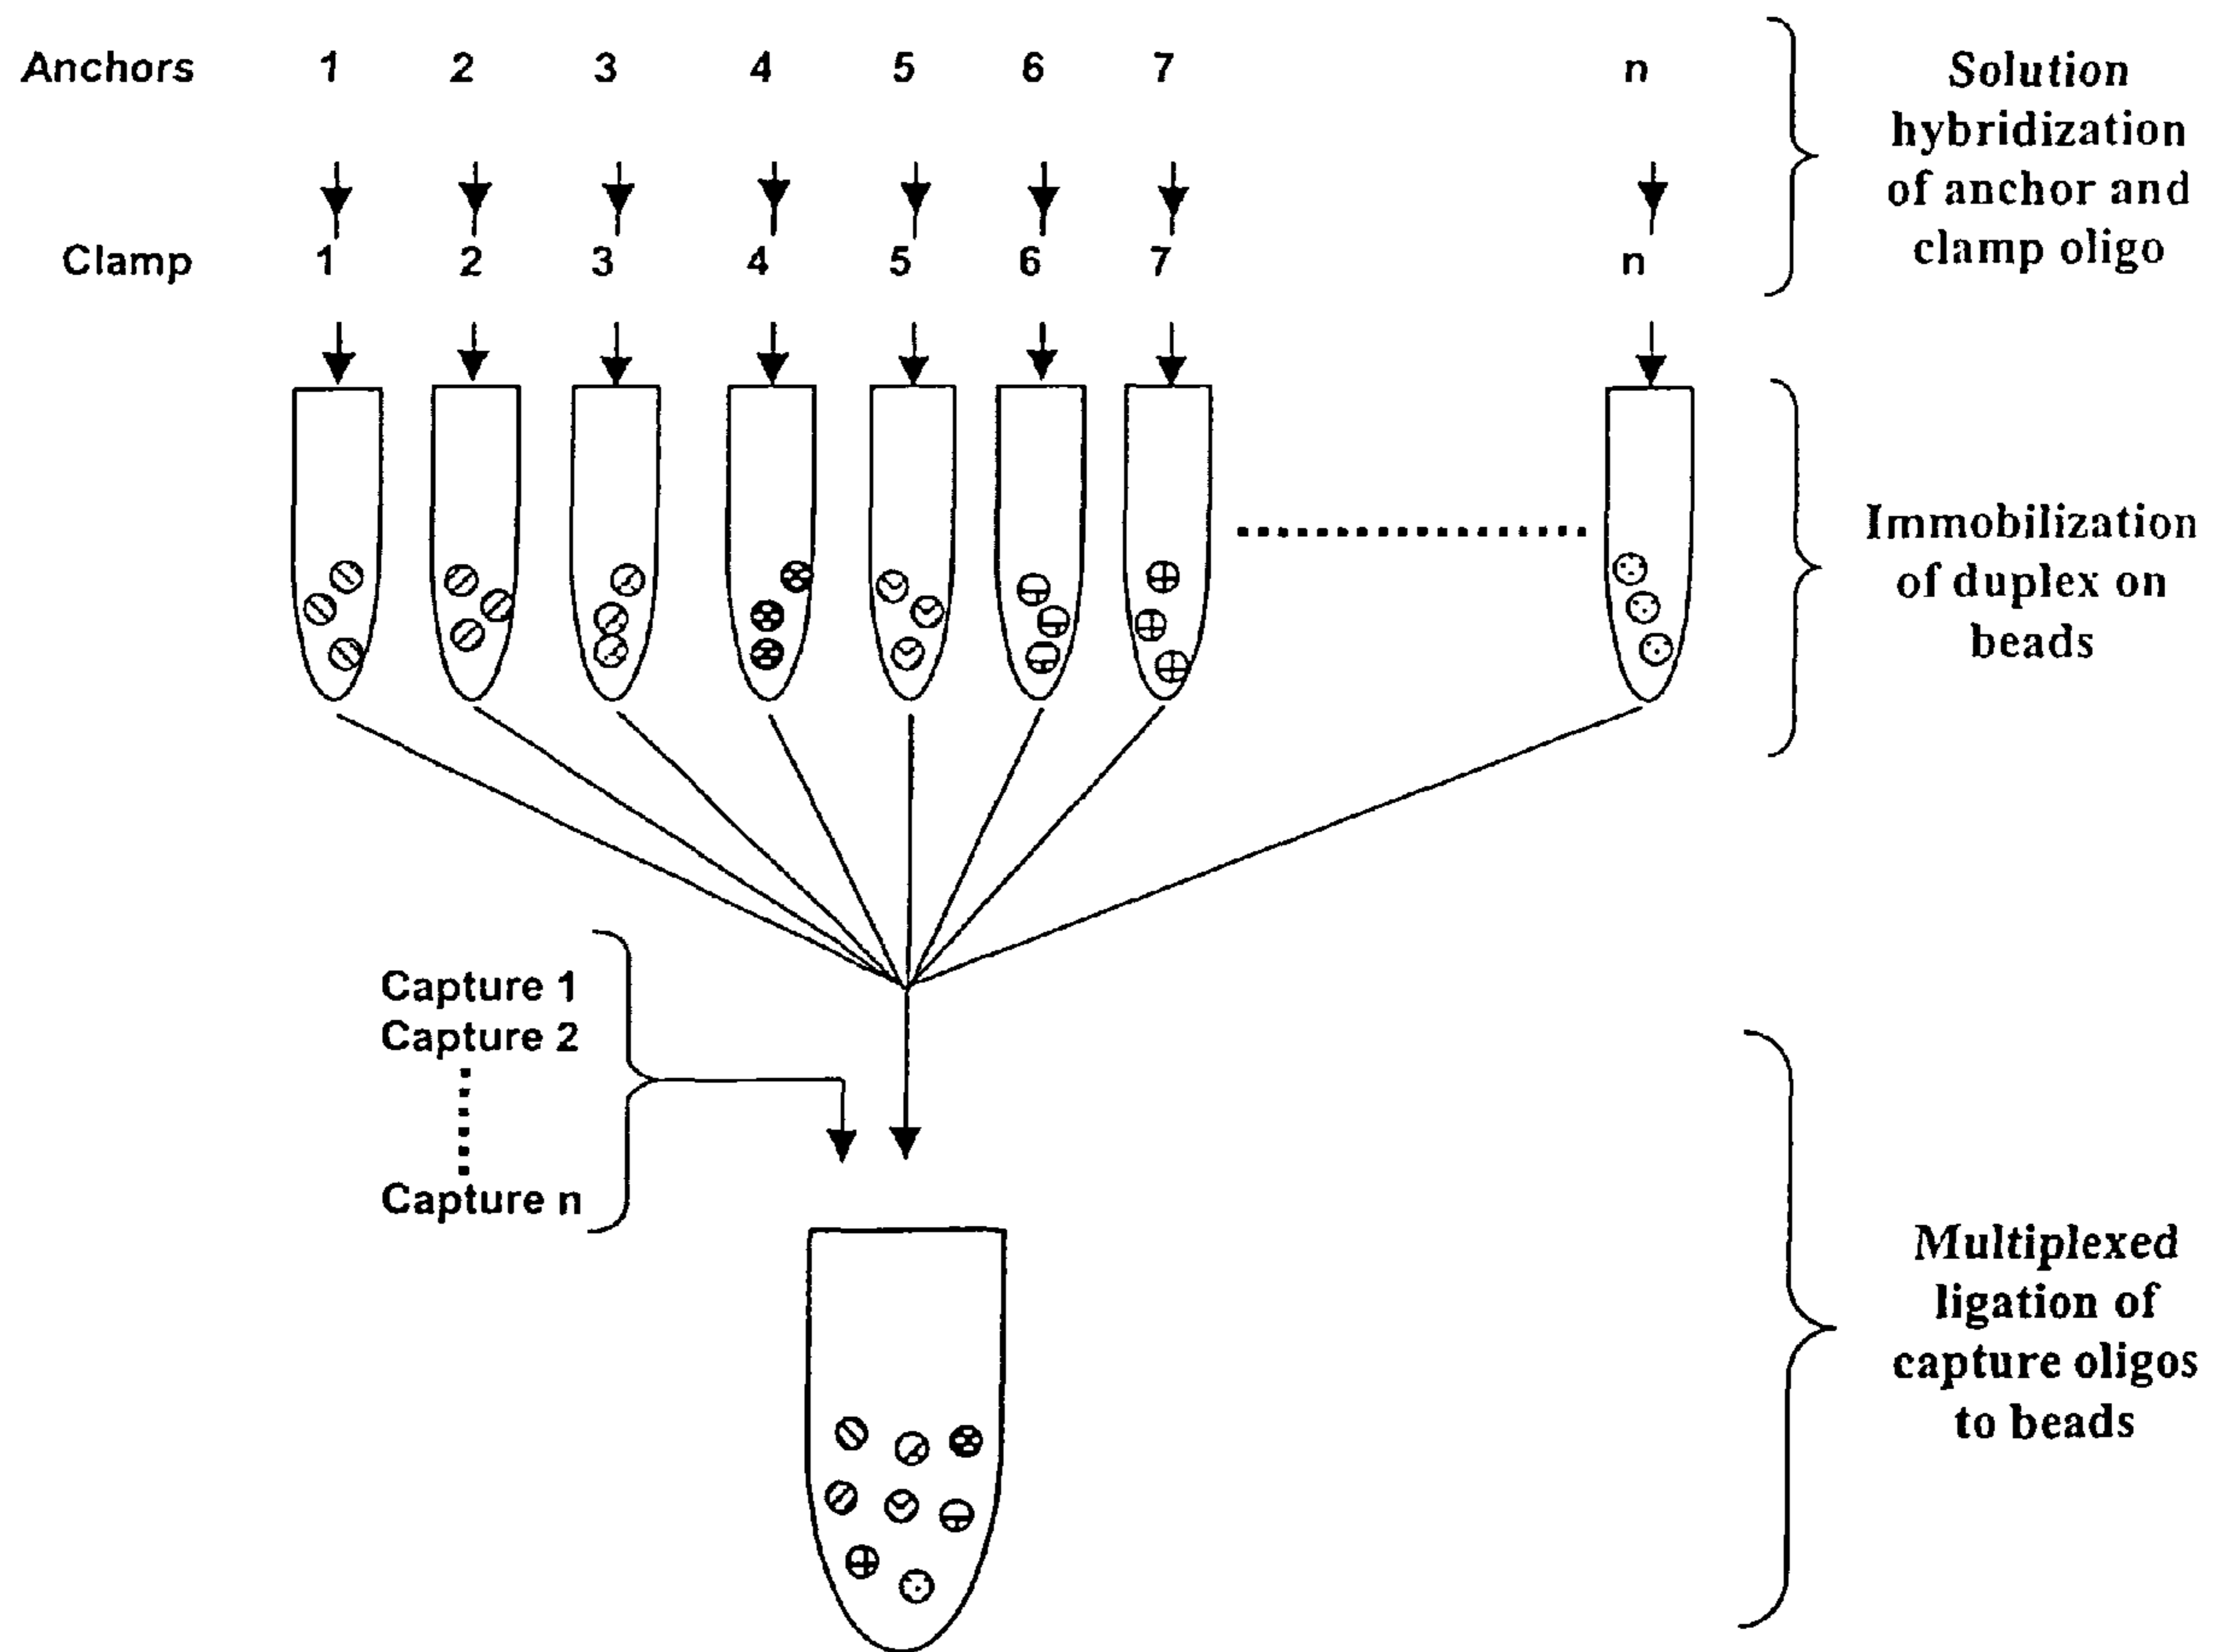 Anchors 1 2 3 4 5 6 7 n
Solution
hybridization
of anchor and
clamp oligo
Clamp 1 2 3 4 5 6 7 n
Immobilization
of duplex on
beads
Capture 1
Capture 2
Capture n
Multiplexed
ligation of
capture oligos
to beads